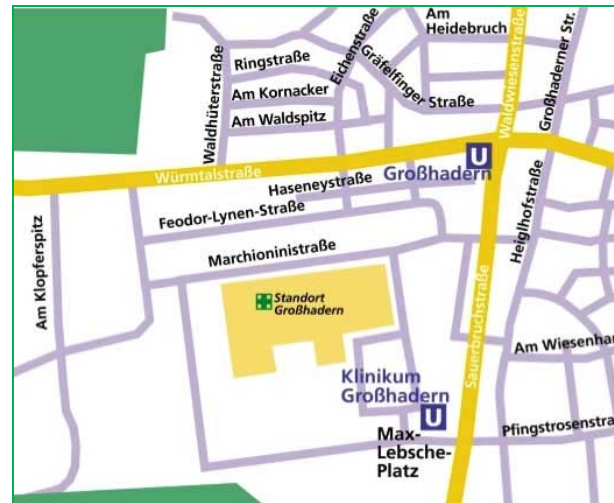 Am
Heidebruch
Großhaderner Str.
Waldwiesenstraße
Eichenstraße
Gräfelfinger Straße
Ringstraße
Am Kornacker
Am Waldspitz
Waldhüterstraße
U
Großhadern
Würmtalstraße
Haseneystraße
Feodor-Lynen-Straße
Heiglhofstraße
Marchioninistraße
Am Klopferspitz
Standort
Großhadern
Sauerbruchstraße
Am Wiesenha
Klinikum
Großhadern
U
Max-
Lebsche-
Platz
Pfingstrosenstra